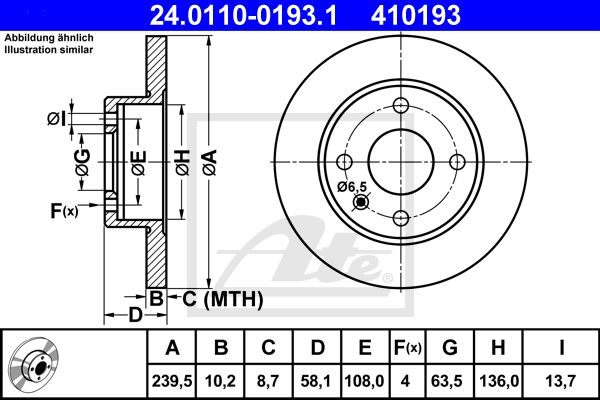 24.0110-0193.1 410193
Abbildung ähnlich
Illustration similar
ØI
ØG
ØE
ØH
ØA
F(x)
Ø6,5
B
C (MTH)
D
Ate
®
A B C D E F(x) G H I
239,5 10,2 8,7 58,1 108,0 4 63,5 136,0 13,7